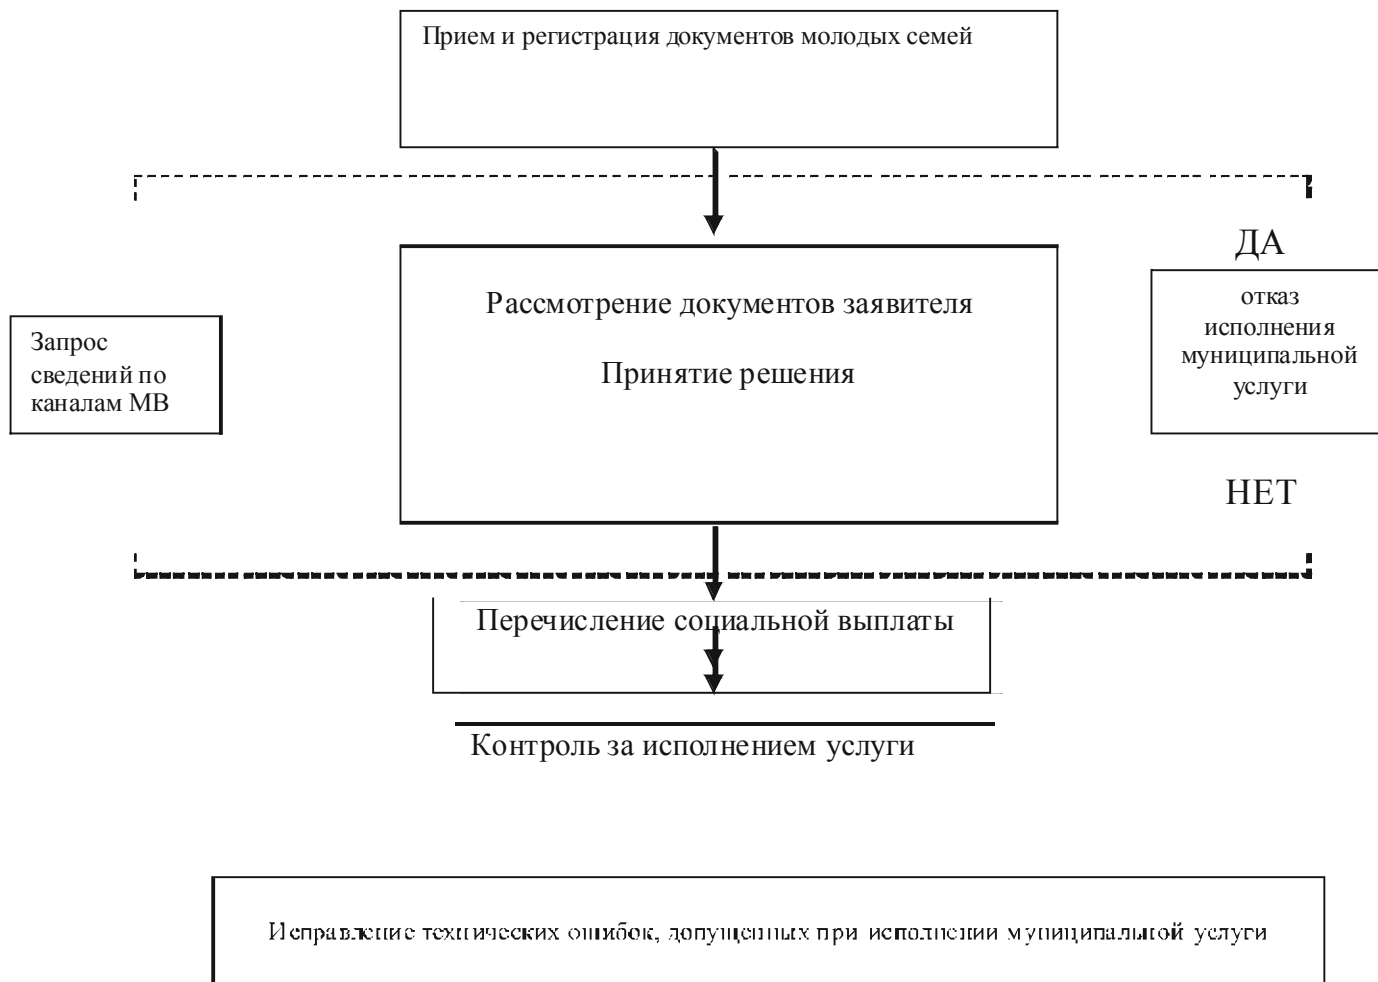 Прием и регистрация документов молодых семей
ДА
Рассмотрение документов заявителя
Принятие решения
Запрос
сведений по
каналам МВ
отказ
исполнения
муниципальной
услуги
НЕТ
Перечисление социальной выплаты
Контроль за исполнением услуги
Исправление технических ошибок, допущенных при исполнении муниципальной услуги